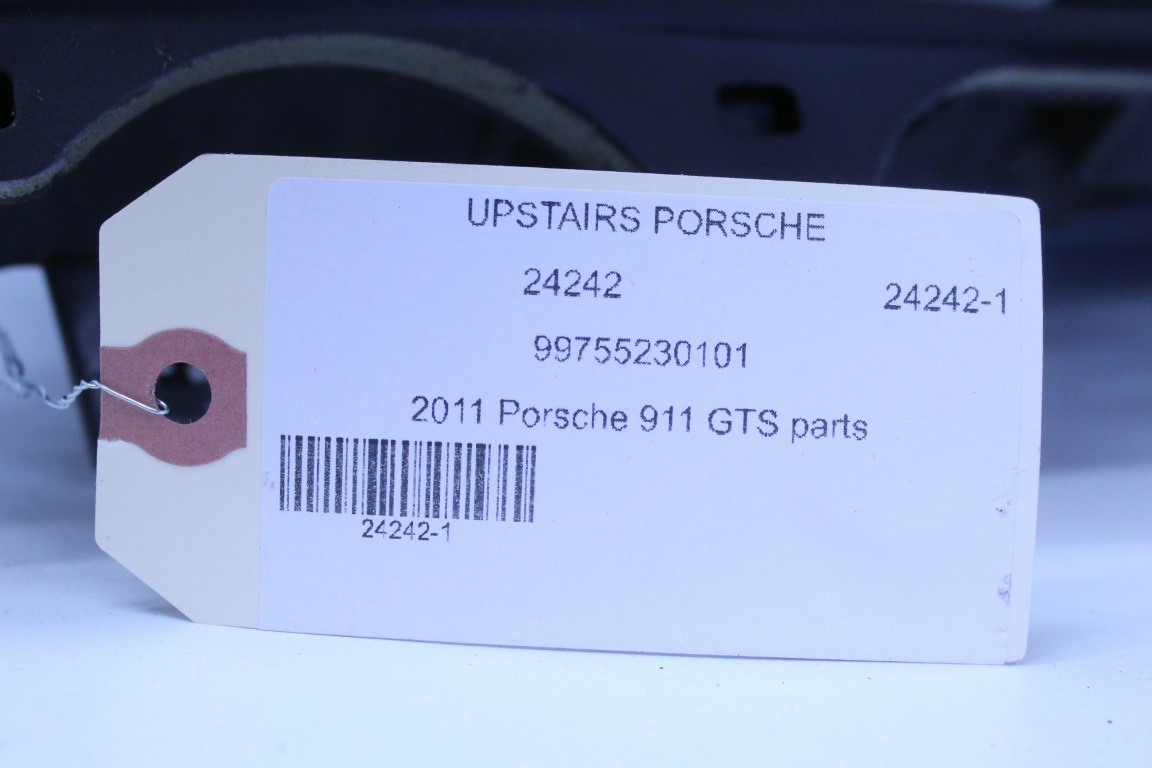 UPSTAIRS PORSCHE
24242
24242-1
99755230101
2011 Porsche 911 GTS parts
24242-1